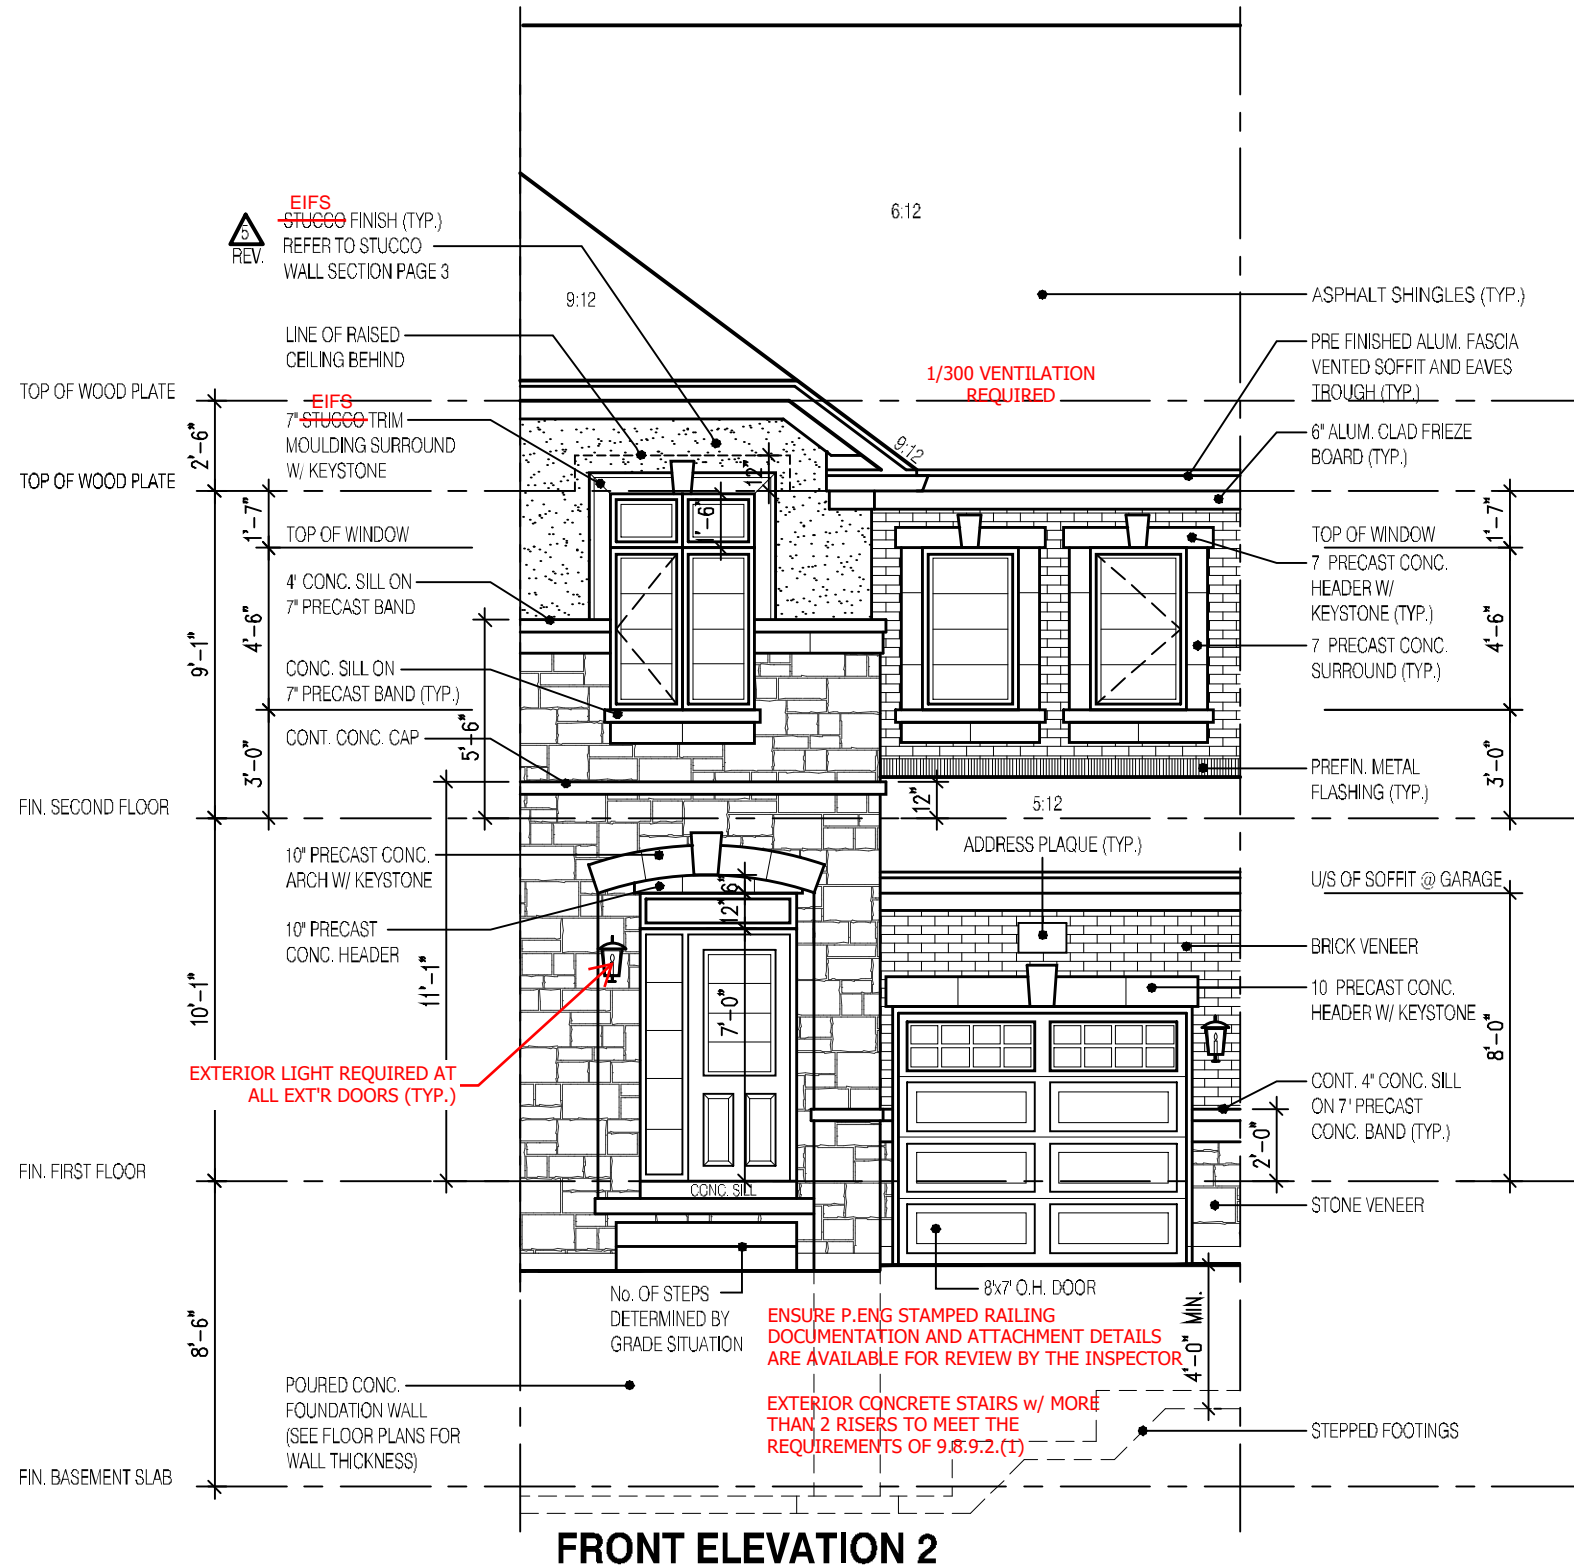 EIFS
STUCCO FINISH (TYP.)
REFER TO STUCCO
WALL SECTION PAGE 3
5
REV.
9:12
6:12
LINE OF RAISED
CEILING BEHIND
1/300 VENTILATION
REQUIRED
ASPHALT SHINGLES (TYP.)
PRE FINISHED ALUM. FASCIA
VENTED SOFFIT AND EAVES
TROUGH (TYP.)
TOP OF WOOD PLATE
2'-6"
EIFS
7" STUCCO TRIM
MOULDING SURROUND
W/ KEYSTONE
9:12
12"
6" ALUM. CLAD FRIEZE
BOARD (TYP.)
TOP OF WOOD PLATE
1'-7"
TOP OF WINDOW
1'-6"
TOP OF WINDOW
1'-7"
4' CONC. SILL ON
7" PRECAST BAND
7 PRECAST CONC.
HEADER W/
KEYSTONE (TYP.)
9'-1"
4'-6"
4'-6"
7 PRECAST CONC.
SURROUND (TYP.)
CONC. SILL ON
7" PRECAST BAND (TYP.)
5'-6"
CONT. CONC. CAP
3'-0"
3'-0"
PREFIN. METAL
FLASHING (TYP.)
12"
5:12
FIN. SECOND FLOOR
ADDRESS PLAQUE (TYP.)
10" PRECAST CONC.
ARCH W/ KEYSTONE
6"
12"
U/S OF SOFFIT @ GARAGE
10" PRECAST
CONC. HEADER
BRICK VENEER
10'-1"
11'-1"
7'-0"
10 PRECAST CONC.
HEADER W/ KEYSTONE
8'-0"
EXTERIOR LIGHT REQUIRED AT
ALL EXT'R DOORS (TYP.)
CONT. 4" CONC. SILL
ON 7' PRECAST
CONC. BAND (TYP.)
2'-0"
FIN. FIRST FLOOR
CONC. SILL
STONE VENEER
8'-6"
No. OF STEPS
DETERMINED BY
GRADE SITUATION
8'x7' O.H. DOOR
4'-0" MIN.
ENSURE P.ENG STAMPED RAILING
DOCUMENTATION AND ATTACHMENT DETAILS
ARE AVAILABLE FOR REVIEW BY THE INSPECTOR
POURED CONC.
FOUNDATION WALL
(SEE FLOOR PLANS FOR
WALL THICKNESS)
EXTERIOR CONCRETE STAIRS w/ MORE
THAN 2 RISERS TO MEET THE
REQUIREMENTS OF 9.8.9.2.(1)
STEPPED FOOTINGS
FIN. BASEMENT SLAB
FRONT ELEVATION 2